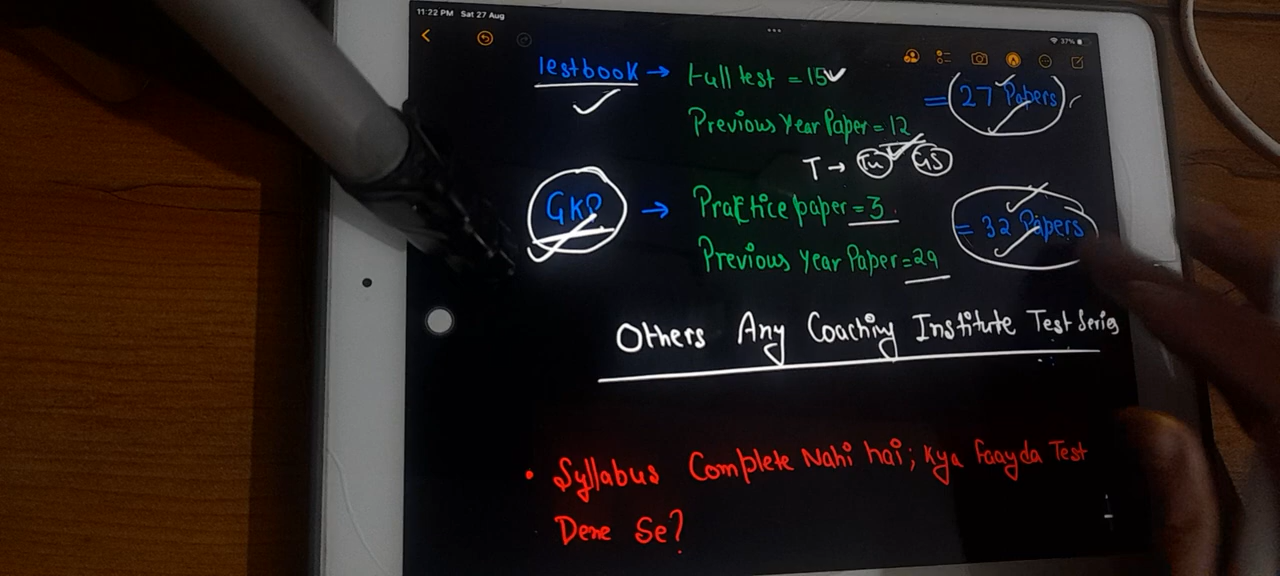 11:22 PM Sat 27 Aug
37%
Testbook → Full test = 15
= 27 Papers
Previous Year Paper = 12
T → GS
GKP → Practice paper = 3
= 32 Papers
Previous Year Paper = 29
Others Any Coaching Institute Test Series
• Syllabus Complete Nahi hai; Kya Faayda Test
Dene Se?